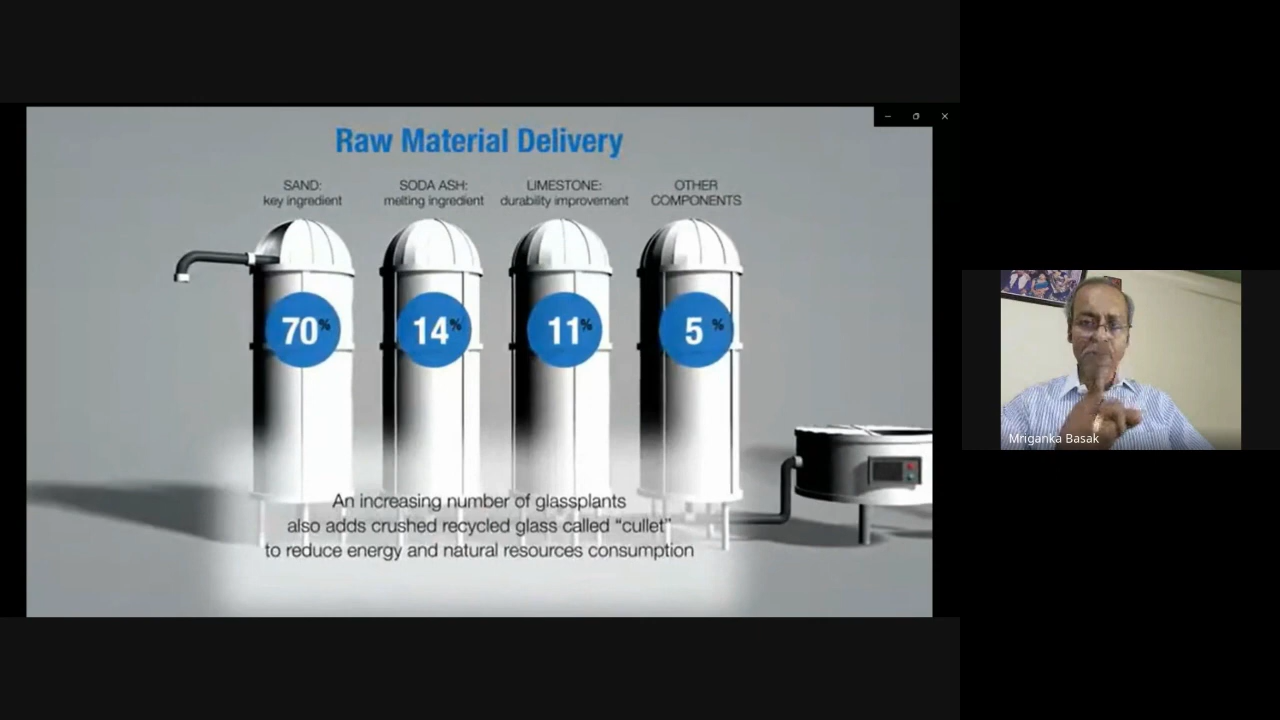 Raw Material Delivery
SAND:
key ingredient
SODA ASH:
melting ingredient
LIMESTONE:
durability improvement
OTHER
COMPONENTS
70%
14%
11%
5 %
An increasing number of glassplants
also adds crushed recycled glass called “cullet”
to reduce energy and natural resources consumption
Mriganka Basak